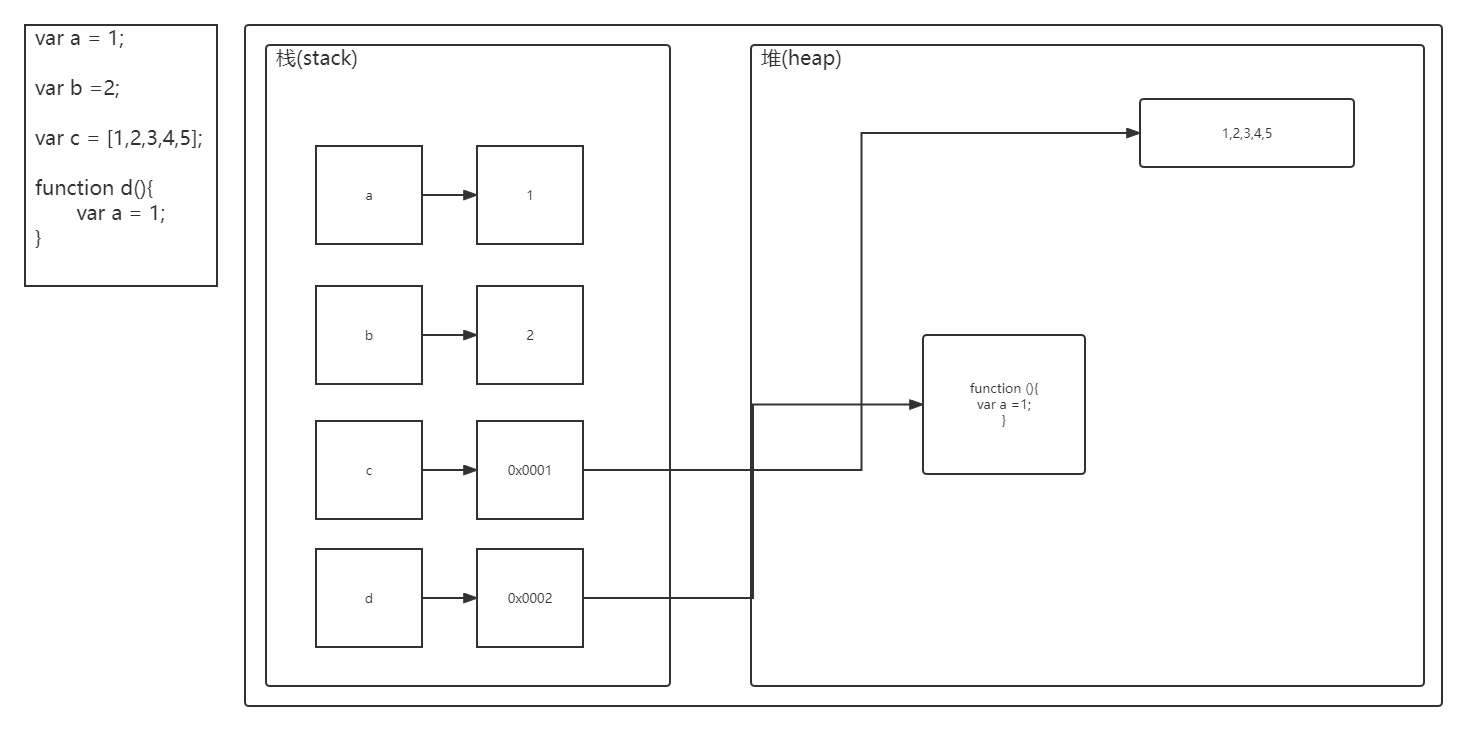 var a = 1;
var b =2;
var c = [1,2,3,4,5];
function d(){
var a = 1;
}
栈(stack)
堆(heap)
a
1
b
2
c
0x0001
d
0x0002
1,2,3,4,5
function (){
var a =1;
}